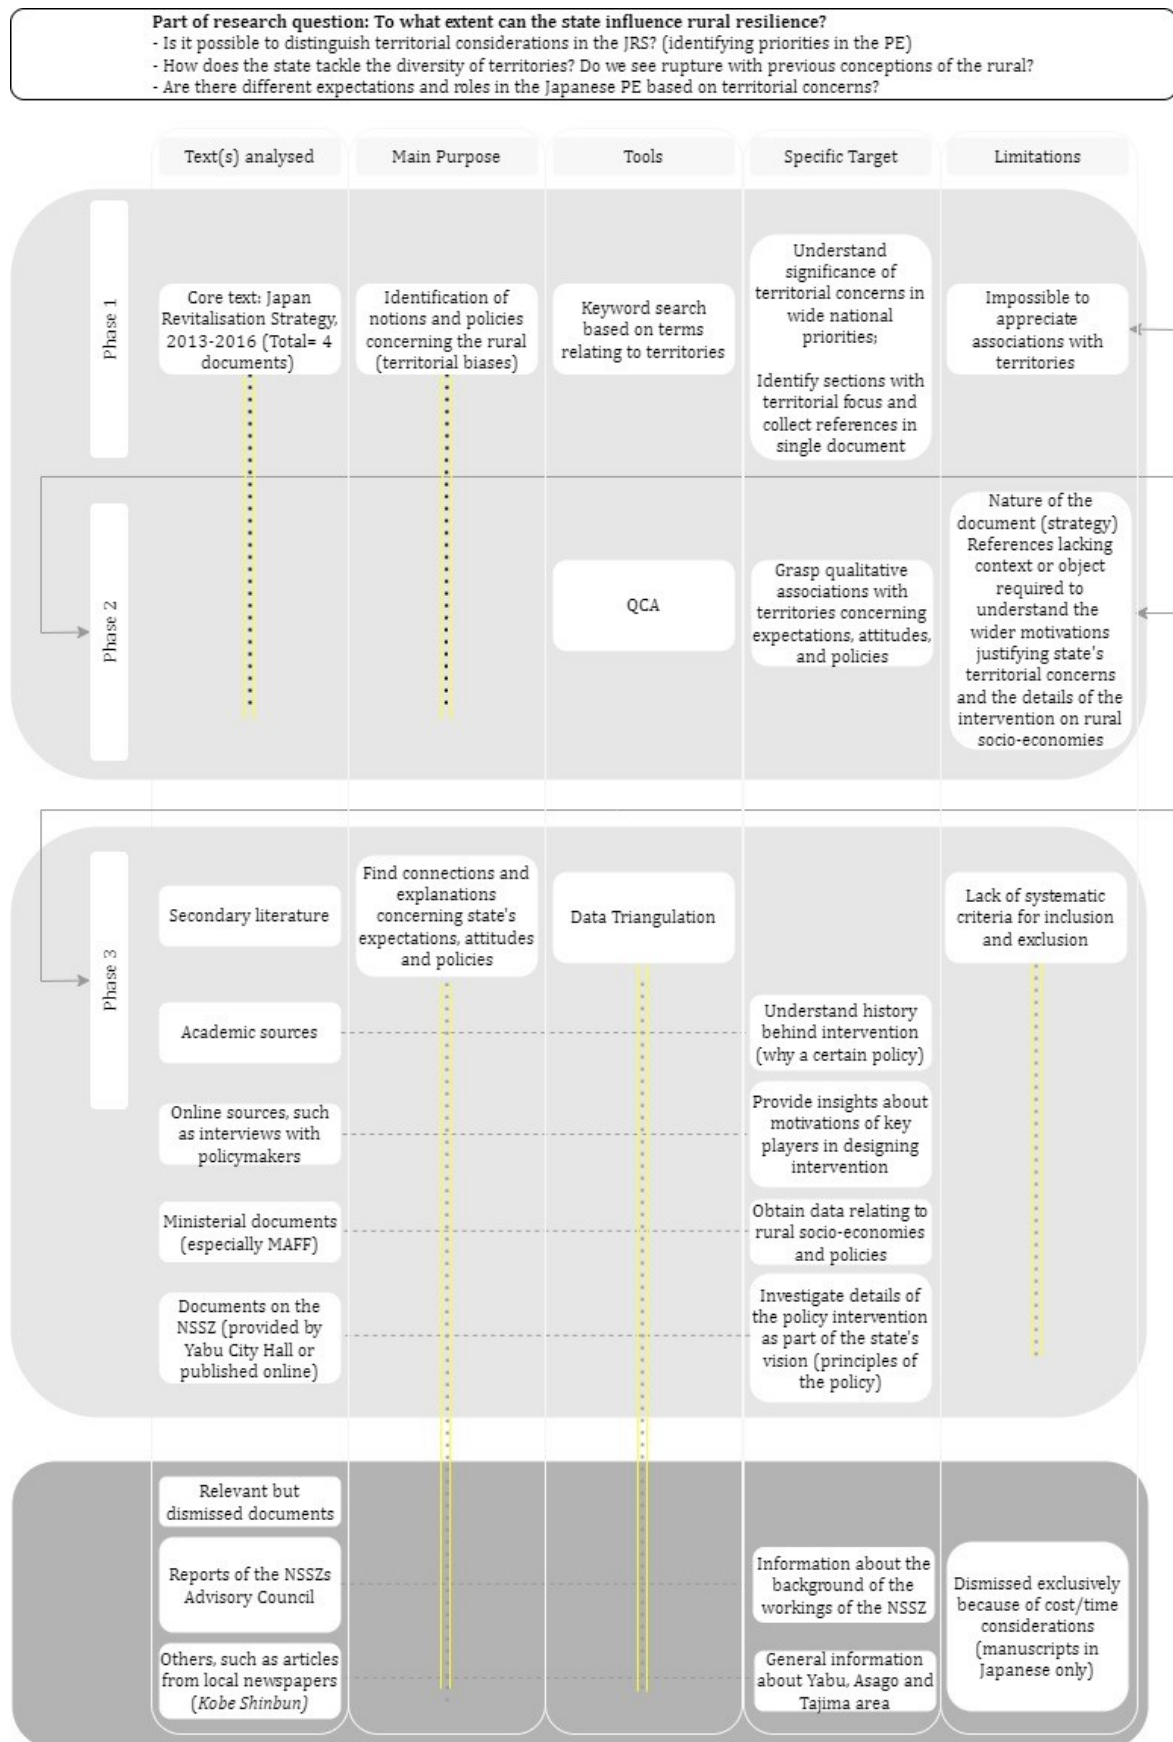 Part of research question: To what extent can the state influence rural resilience?
- Is it possible to distinguish territorial considerations in the JRS? (identifying priorities in the PE)
- How does the state tackle the diversity of territories? Do we see rupture with previous conceptions of the rural?
- Are there different expectations and roles in the Japanese PE based on territorial concerns?
Text(s) analysed
Main Purpose
Tools
Specific Target
Limitations
Phase 1
Core text: Japan
Revitalisation Strategy,
2013-2016 (Total= 4
documents)
Identification of
notions and policies
concerning the rural
(territorial biases)
Keyword search
based on terms
relating to territories
Understand
significance of
territorial concerns in
wide national
priorities;
Identify sections with
territorial focus and
collect references in
single document
Impossible to
appreciate
associations with
territories
Phase 2
QCA
Grasp qualitative
associations with
territories concerning
expectations, attitudes,
and policies
Nature of the
document (strategy)
References lacking
context or object
required to
understand the
wider motivations
justifying state's
territorial concerns
and the details of the
intervention on rural
socio-economies
Phase 3
Secondary literature
Find connections and
explanations
concerning state's
expectations, attitudes
and policies
Data Triangulation
Lack of systematic
criteria for inclusion
and exclusion
Academic sources
Understand history
behind intervention
(why a certain policy)
Online sources, such
as interviews with
policymakers
Provide insights about
motivations of key
players in designing
intervention
Ministerial documents
(especially MAFF)
Obtain data relating to
rural socio-economies
and policies
Documents on the
NSSZ (provided by
Yabu City Hall or
published online)
Investigate details of
the policy intervention
as part of the state's
vision (principles of
the policy)
Relevant but
dismissed documents
Reports of the NSSZs
Advisory Council
Information about the
background of the
workings of the NSSZ
Dismissed exclusively
because of cost/time
considerations
(manuscripts in
Japanese only)
Others, such as articles
from local newspapers
(Kobe Shinbun)
General information
about Yabu, Asago and
Tajima area